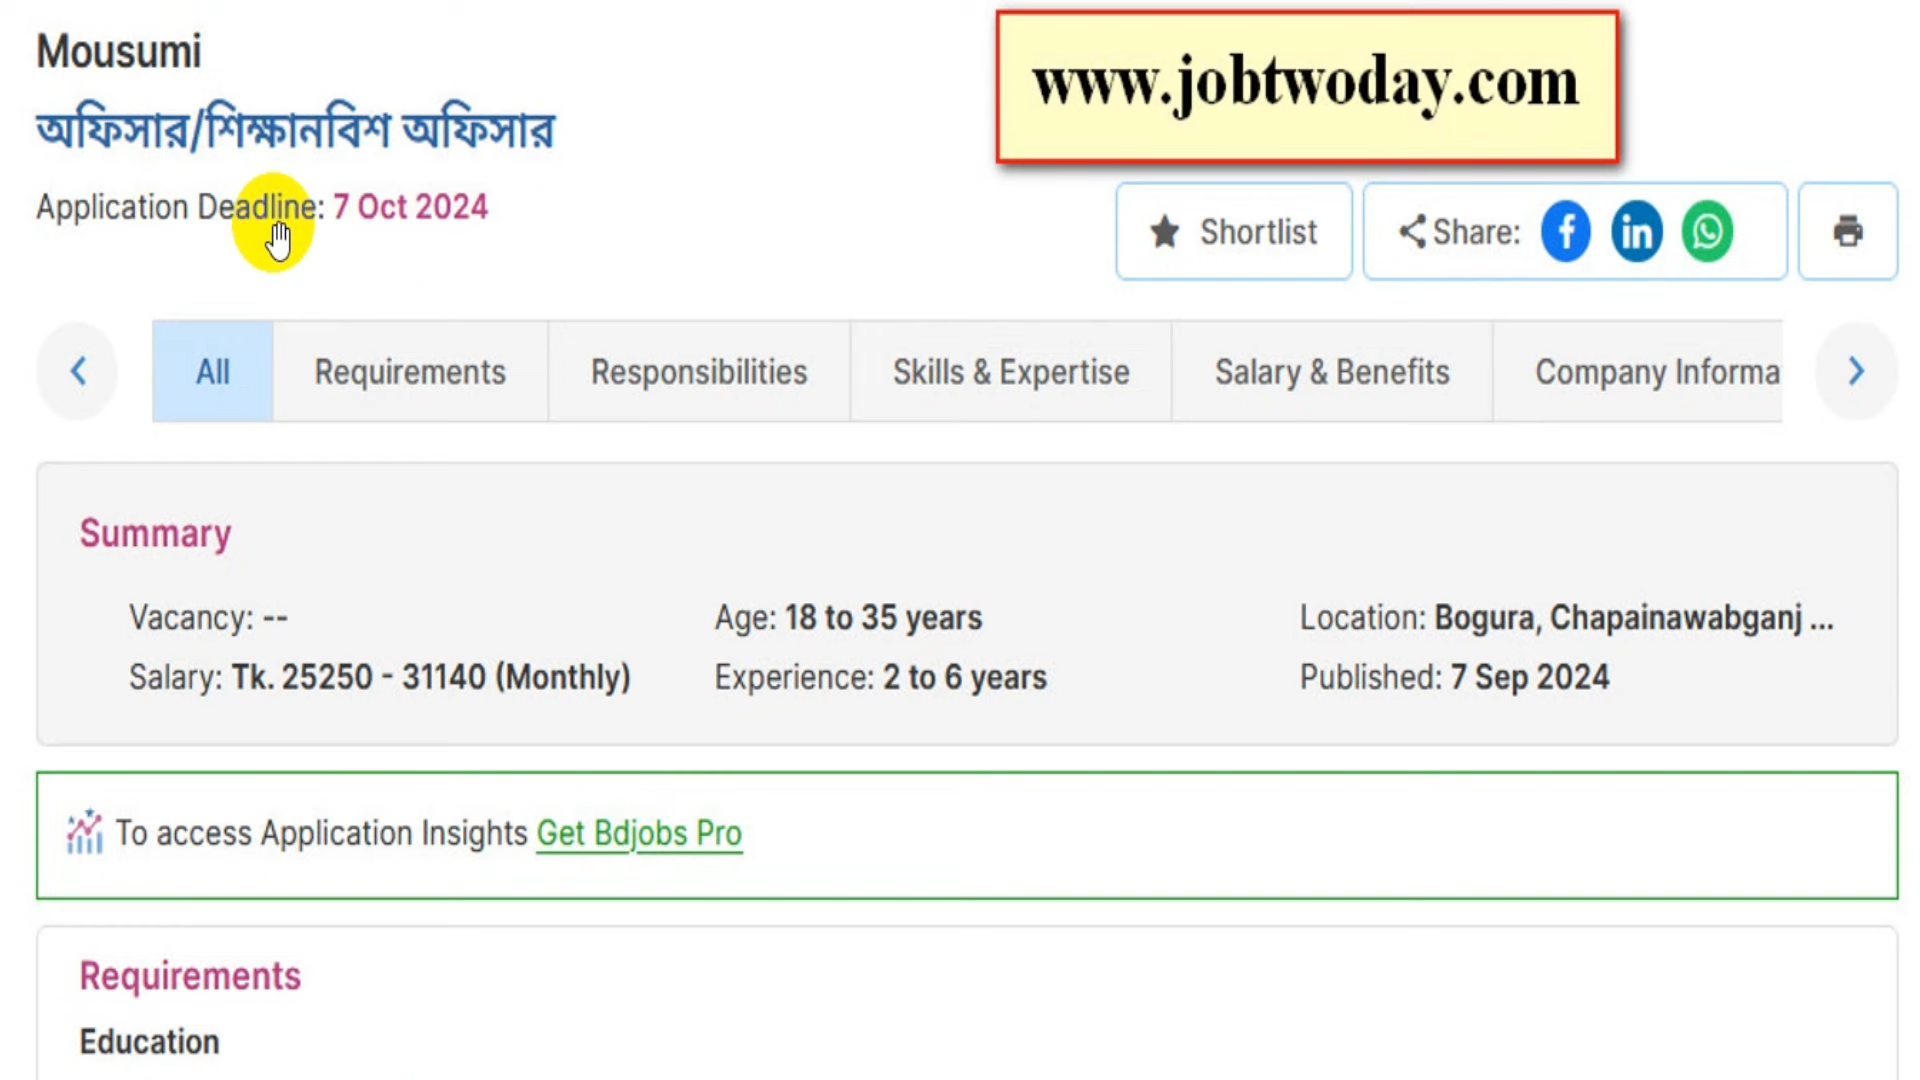 Mousumi
www.jobtwoday.com
অফিসার/শিক্ষানবিশ অফিসার
Application Deadline: 7 Oct 2024
Shortlist
Share:
All
Requirements
Responsibilities
Skills & Expertise
Salary & Benefits
Company Informa
Summary
Vacancy: --
Age: 18 to 35 years
Location: Bogura, Chapainawabganj ...
Salary: Tk. 25250 - 31140 (Monthly)
Experience: 2 to 6 years
Published: 7 Sep 2024
To access Application Insights Get Bdjobs Pro
Requirements
Education